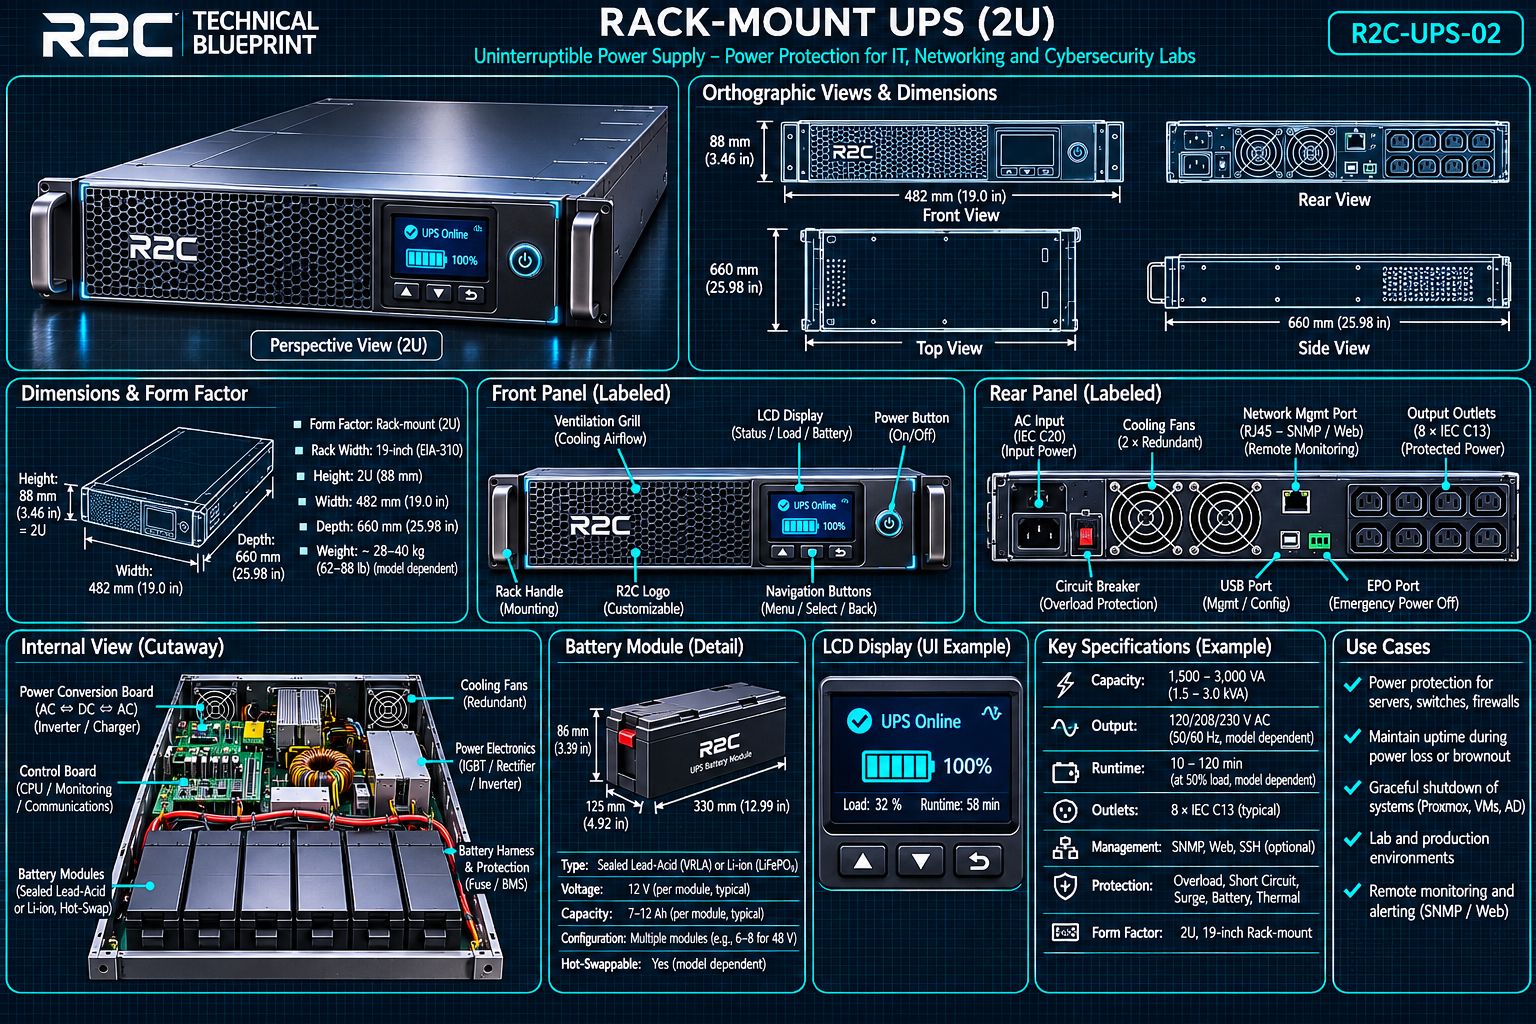 R2C TECHNICAL
BLUEPRINT
RACK-MOUNT UPS (2U)
Uninterruptible Power Supply – Power Protection for IT, Networking and Cybersecurity Labs
R2C-UPS-02
R2C
UPS Online
100%
Perspective View (2U)
Orthographic Views & Dimensions
88 mm
(3.46 in)
R2C
482 mm (19.0 in)
Front View
Rear View
660 mm
(25.98 in)
Top View
660 mm (25.98 in)
Side View
Dimensions & Form Factor
Height:
88 mm
(3.46 in)
= 2U
Width:
482 mm (19.0 in)
Depth:
660 mm
(25.98 in)
Form Factor: Rack-mount (2U)
Rack Width: 19-inch (EIA-310)
Height: 2U (88 mm)
Width: 482 mm (19.0 in)
Depth: 660 mm (25.98 in)
Weight: ~ 28–40 kg
(62–88 lb) (model dependent)
Front Panel (Labeled)
Ventilation Grill
(Cooling Airflow)
LCD Display
(Status / Load / Battery)
Power Button
(On/Off)
R2C
UPS Online
100%
Rack Handle
(Mounting)
R2C Logo
(Customizable)
Navigation Buttons
(Menu / Select / Back)
Rear Panel (Labeled)
AC Input
(IEC C20)
(Input Power)
Cooling Fans
(2 × Redundant)
Network Mgmt Port
(RJ45 – SNMP / Web)
(Remote Monitoring)
Output Outlets
(8 × IEC C13)
(Protected Power)
Circuit Breaker
(Overload Protection)
USB Port
(Mgmt / Config)
EPO Port
(Emergency Power Off)
Internal View (Cutaway)
Power Conversion Board
(AC ⇔ DC ⇔ AC)
(Inverter / Charger)
Control Board
(CPU / Monitoring
/ Communications)
Battery Modules
(Sealed Lead-Acid
or Li-ion, Hot-Swap)
Cooling Fans
(Redundant)
Power Electronics
(IGBT / Rectifier
/ Inverter)
Battery Harness
& Protection
(Fuse / BMS)
Battery Module (Detail)
86 mm
(3.39 in)
R2C
UPS Battery Module
125 mm
(4.92 in)
330 mm (12.99 in)
Type: Sealed Lead-Acid (VRLA) or Li-ion (LiFePO₄)
Voltage: 12 V (per module, typical)
Capacity: 7–12 Ah (per module, typical)
Configuration: Multiple modules (e.g., 6–8 for 48 V)
Hot-Swappable: Yes (model dependent)
LCD Display (UI Example)
UPS Online
100%
Load: 32 % Runtime: 58 min
Key Specifications (Example)
Capacity: 1,500 – 3,000 VA
(1.5 – 3.0 kVA)
Output: 120/208/230 V AC
(50/60 Hz, model dependent)
Runtime: 10 – 120 min
(at 50% load, model dependent)
Outlets: 8 × IEC C13 (typical)
Management: SNMP, Web, SSH (optional)
Protection: Overload, Short Circuit,
Surge, Battery, Thermal
Form Factor: 2U, 19-inch Rack-mount
Use Cases
Power protection for
servers, switches, firewalls
Maintain uptime during
power loss or brownout
Graceful shutdown of
systems (Proxmox, VMs, AD)
Lab and production
environments
Remote monitoring and
alerting (SNMP / Web)